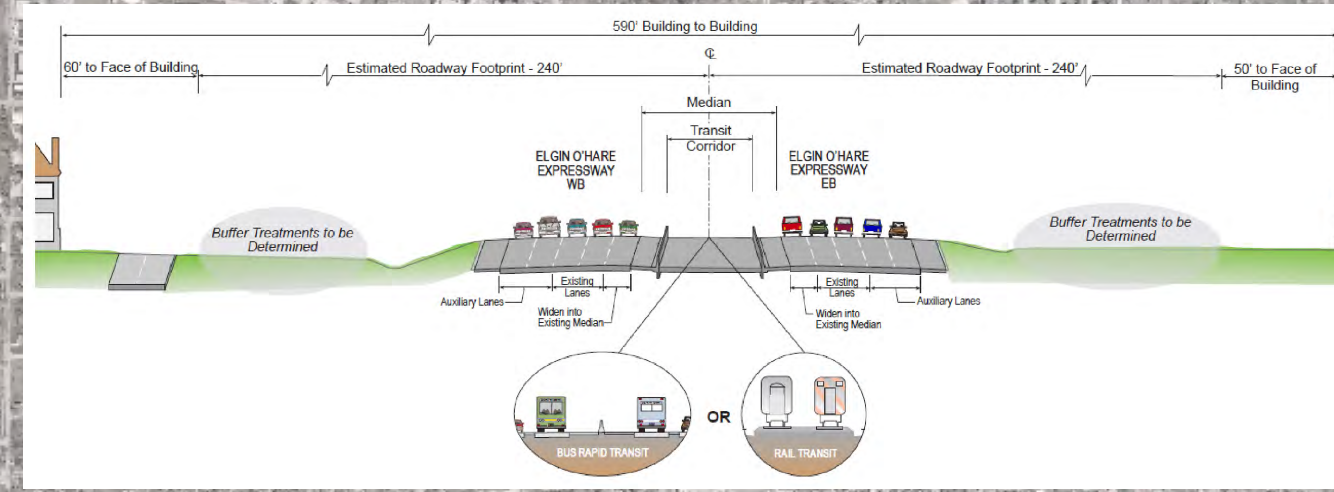 590' Building to Building
℄
60' to Face of Building
Estimated Roadway Footprint - 240'
Estimated Roadway Footprint - 240'
50' to Face of
Building
Median
Transit
Corridor
ELGIN O'HARE
EXPRESSWAY
WB
ELGIN O'HARE
EXPRESSWAY
EB
Buffer Treatments to be
Determined
Buffer Treatments to be
Determined
Auxiliary Lanes
Existing
Lanes
Widen into
Existing Median
Existing
Lanes
Auxiliary Lanes
Widen into
Existing Median
BUS RAPID TRANSIT
OR
RAIL TRANSIT